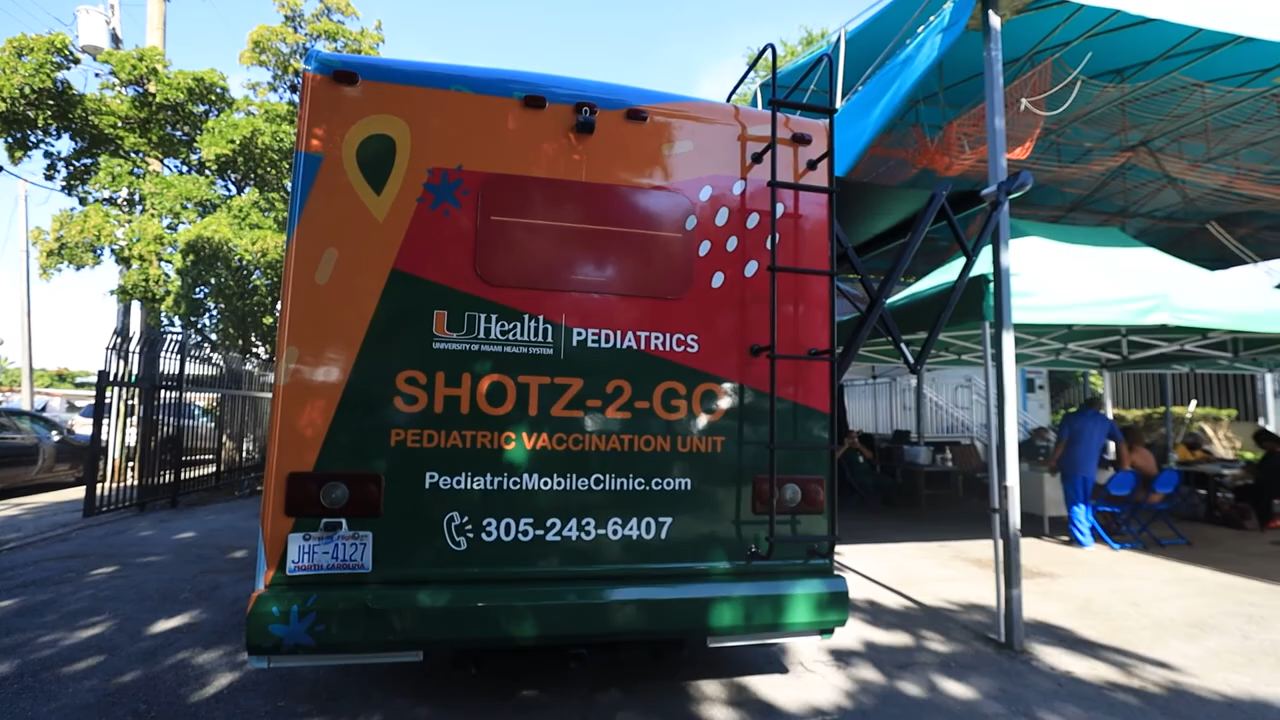 UHealth
UNIVERSITY OF MIAMI HEALTH SYSTEM
PEDIATRICS
SHOTZ-2-GO
PEDIATRIC VACCINATION UNIT
PediatricMobileClinic.com
305-243-6407
JHF-4127
NORTH CAROLINA